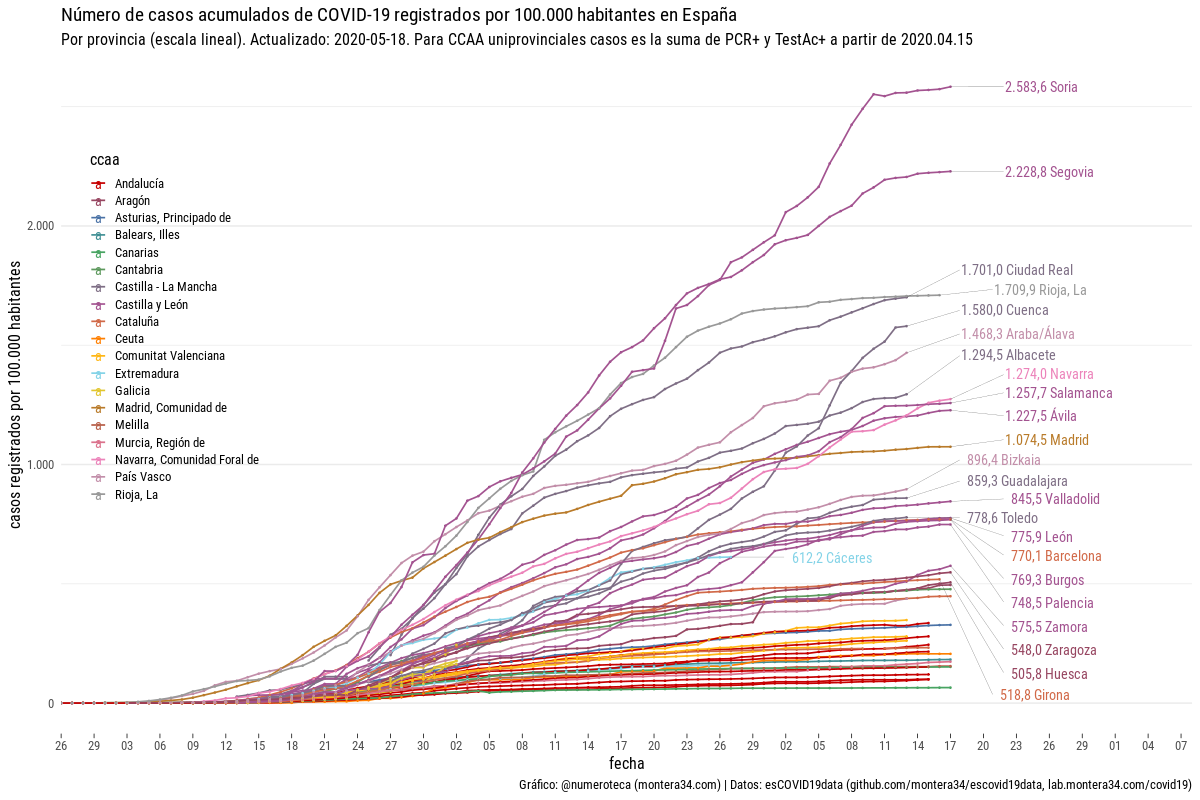 Número de casos acumulados de COVID-19 registrados por 100.000 habitantes en España
Por provincia (escala lineal). Actualizado: 2020-05-18. Para CCAA uniprovinciales casos es la suma de PCR+ y TestAc+ a partir de 2020.04.15
casos registrados por 100.000 habitantes
2.000
1.000
0
ccaa
Andalucía
Aragón
Asturias, Principado de
Balears, Illes
Canarias
Cantabria
Castilla - La Mancha
Castilla y León
Cataluña
Ceuta
Comunitat Valenciana
Extremadura
Galicia
Madrid, Comunidad de
Melilla
Murcia, Región de
Navarra, Comunidad Foral de
País Vasco
Rioja, La
2.583,6 Soria
2.228,8 Segovia
1.701,0 Ciudad Real
1.709,9 Rioja, La
1.580,0 Cuenca
1.468,3 Araba/Álava
1.294,5 Albacete
1.274,0 Navarra
1.257,7 Salamanca
1.227,5 Ávila
1.074,5 Madrid
896,4 Bizkaia
859,3 Guadalajara
845,5 Valladolid
778,6 Toledo
775,9 León
770,1 Barcelona
612,2 Cáceres
769,3 Burgos
748,5 Palencia
575,5 Zamora
548,0 Zaragoza
505,8 Huesca
518,8 Girona
26 29 03 06 09 12 15 18 21 24 27 30 02 05 08 11 14 17 20 23 26 29 02 05 08 11 14 17 20 23 26 29 01 04 07
fecha
Gráfico: @numeroteca (montera34.com) | Datos: esCOVID19data (github.com/montera34/escovid19data, lab.montera34.com/covid19)